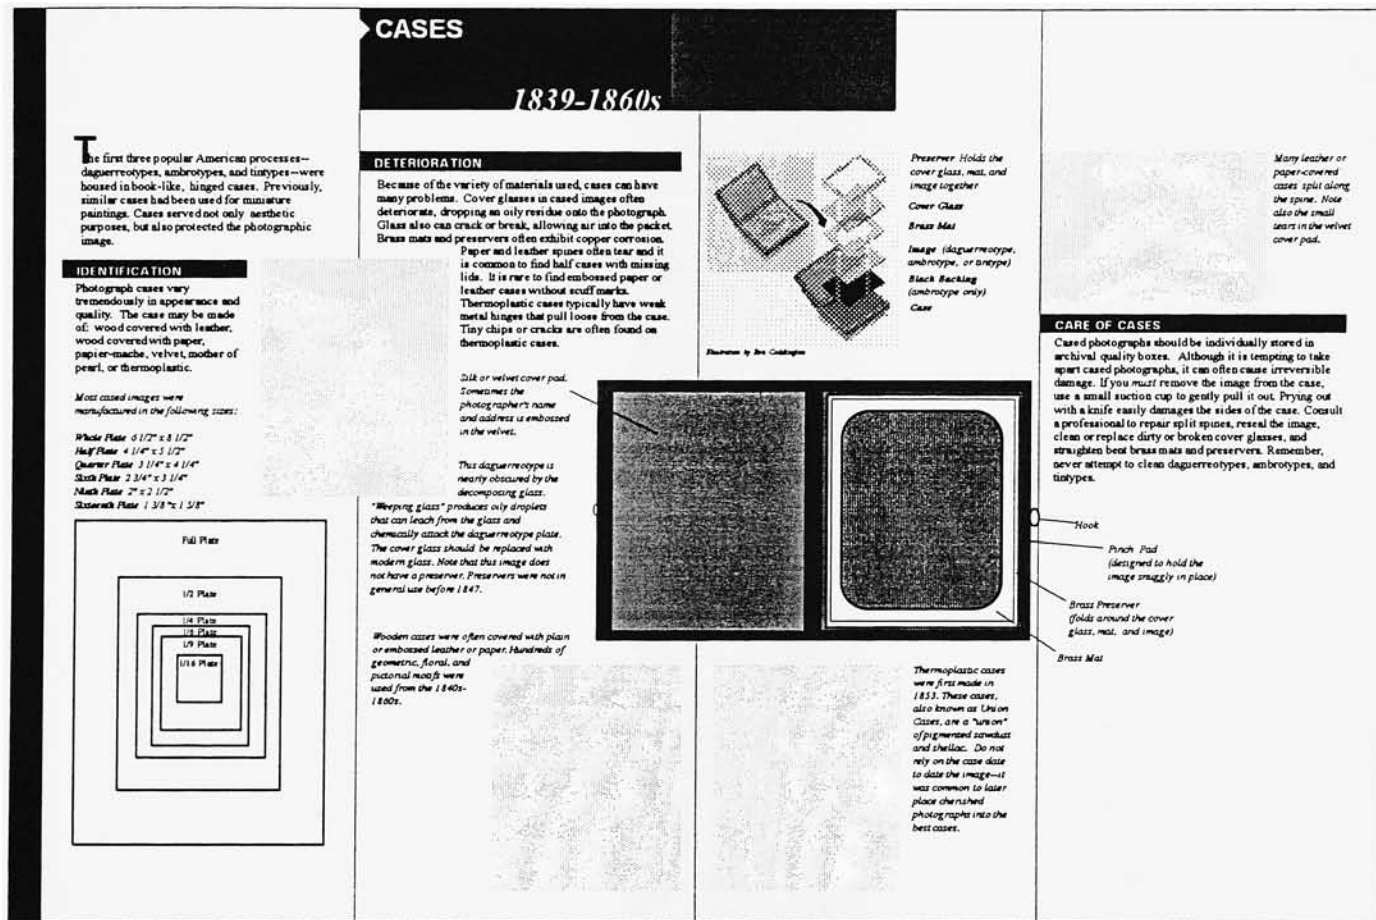 CASES
1839-1860s
The first three popular American processes—
daguerreotypes, ambrotypes, and tintypes—were
housed in book-like, hinged cases. Previously,
similar cases had been used for miniature
paintings. Cases served not only aesthetic
purposes, but also protected the photographic
image.
IDENTIFICATION
Photograph cases vary
tremendously in appearance and
quality. The case may be made
of: wood covered with leather,
wood covered with paper,
papier-mache, velvet, mother of
pearl, or thermoplastic.
Most cased images were
manufactured in the following sizes:
Whole Plate 6 1/2" x 8 1/2"
Half Plate 4 1/4" x 5 1/2"
Quarter Plate 3 1/4" x 4 1/4"
Sixth Plate 2 3/4" x 3 1/4"
Ninth Plate 2" x 2 1/2"
Sixteenth Plate 1 3/8" x 1 5/8"
Full Plate
1/2 Plate
1/4 Plate
1/6 Plate
1/9 Plate
1/16 Plate
DETERIORATION
Because of the variety of materials used, cases can have
many problems. Cover glasses in cased images often
deteriorate, dropping an oily residue onto the photograph.
Glass also can crack or break, allowing air into the packet.
Brass mats and preservers often exhibit copper corrosion.
Paper and leather spines often tear and it
is common to find half cases with missing
lids. It is rare to find embossed paper or
leather cases without scuff marks.
Thermoplastic cases typically have weak
metal hinges that pull loose from the case.
Tiny chips or cracks are often found on
thermoplastic cases.
Silk or velvet cover pad.
Sometimes the
photographer's name
and address is embossed
in the velvet.
This daguerreotype is
nearly obscured by the
decomposing glass.
"Weeping glass" produces oily droplets
that can leach from the glass and
chemically attack the daguerreotype plate.
The cover glass should be replaced with
modern glass. Note that this image does
not have a preserver. Preservers were not in
general use before 1847.
Wooden cases were often covered with plain
or embossed leather or paper. Hundreds of
geometric, floral, and
pictorial motifs were
used from the 1840s-
1860s.
Preserver Holds the
cover glass, mat, and
image together
Cover Glass
Brass Mat
Image (daguerreotype,
ambrotype, or tintype)
Black Backing
(ambrotype only)
Case
Illustration by
Thermoplastic cases
were first made in
1853. These cases,
also known as Union
Cases, are a "union"
of pigmented sawdust
and shellac. Do not
rely on the case date
to date the image—it
was common to later
place cherished
photographs into the
best cases.
Many leather or
paper-covered
cases split along
the spine. Note
also the small
tears in the velvet
cover pad.
CARE OF CASES
Cased photographs should be individually stored in
archival quality boxes. Although it is tempting to take
apart cased photographs, it can often cause irreversible
damage. If you must remove the image from the case,
use a small suction cup to gently pull it out. Prying out
with a knife easily damages the sides of the case. Consult
a professional to repair split spines, reseal the image,
clean or replace dirty or broken cover glasses, and
straighten bent brass mats and preservers. Remember,
never attempt to clean daguerreotypes, ambrotypes, and
tintypes.
Hook
Pinch Pad
(designed to hold the
image snuggly in place)
Brass Preserver
(folds around the cover
glass, mat, and image)
Brass Mat